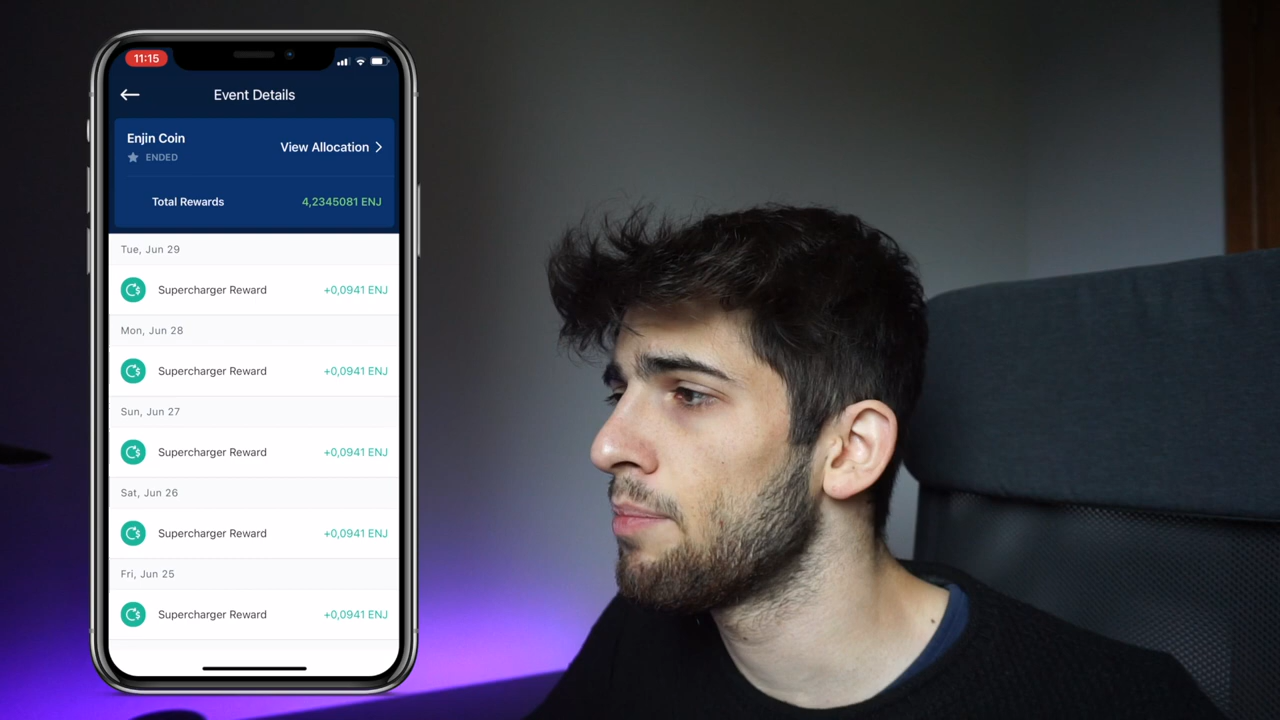 11:15
Event Details
Enjin Coin
ENDED
View Allocation
Total Rewards 4,2345081 ENJ
Tue, Jun 29
Supercharger Reward +0,0941 ENJ
Mon, Jun 28
Supercharger Reward +0,0941 ENJ
Sun, Jun 27
Supercharger Reward +0,0941 ENJ
Sat, Jun 26
Supercharger Reward +0,0941 ENJ
Fri, Jun 25
Supercharger Reward +0,0941 ENJ